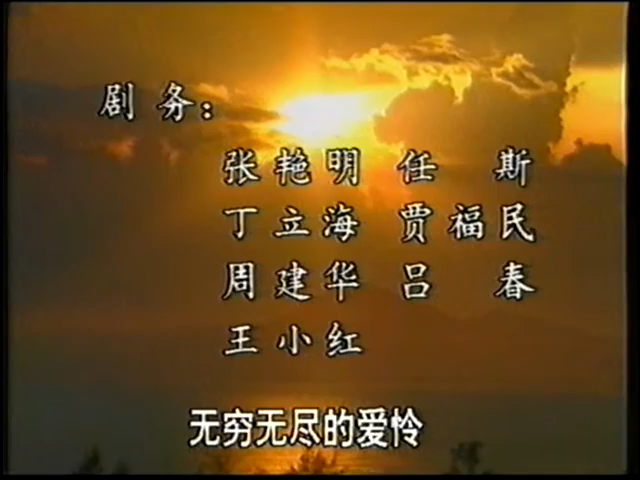 剧务：
张艳明 任斯
丁立海 贾福民
周建华 吕春
王小红
无穷无尽的爱怜